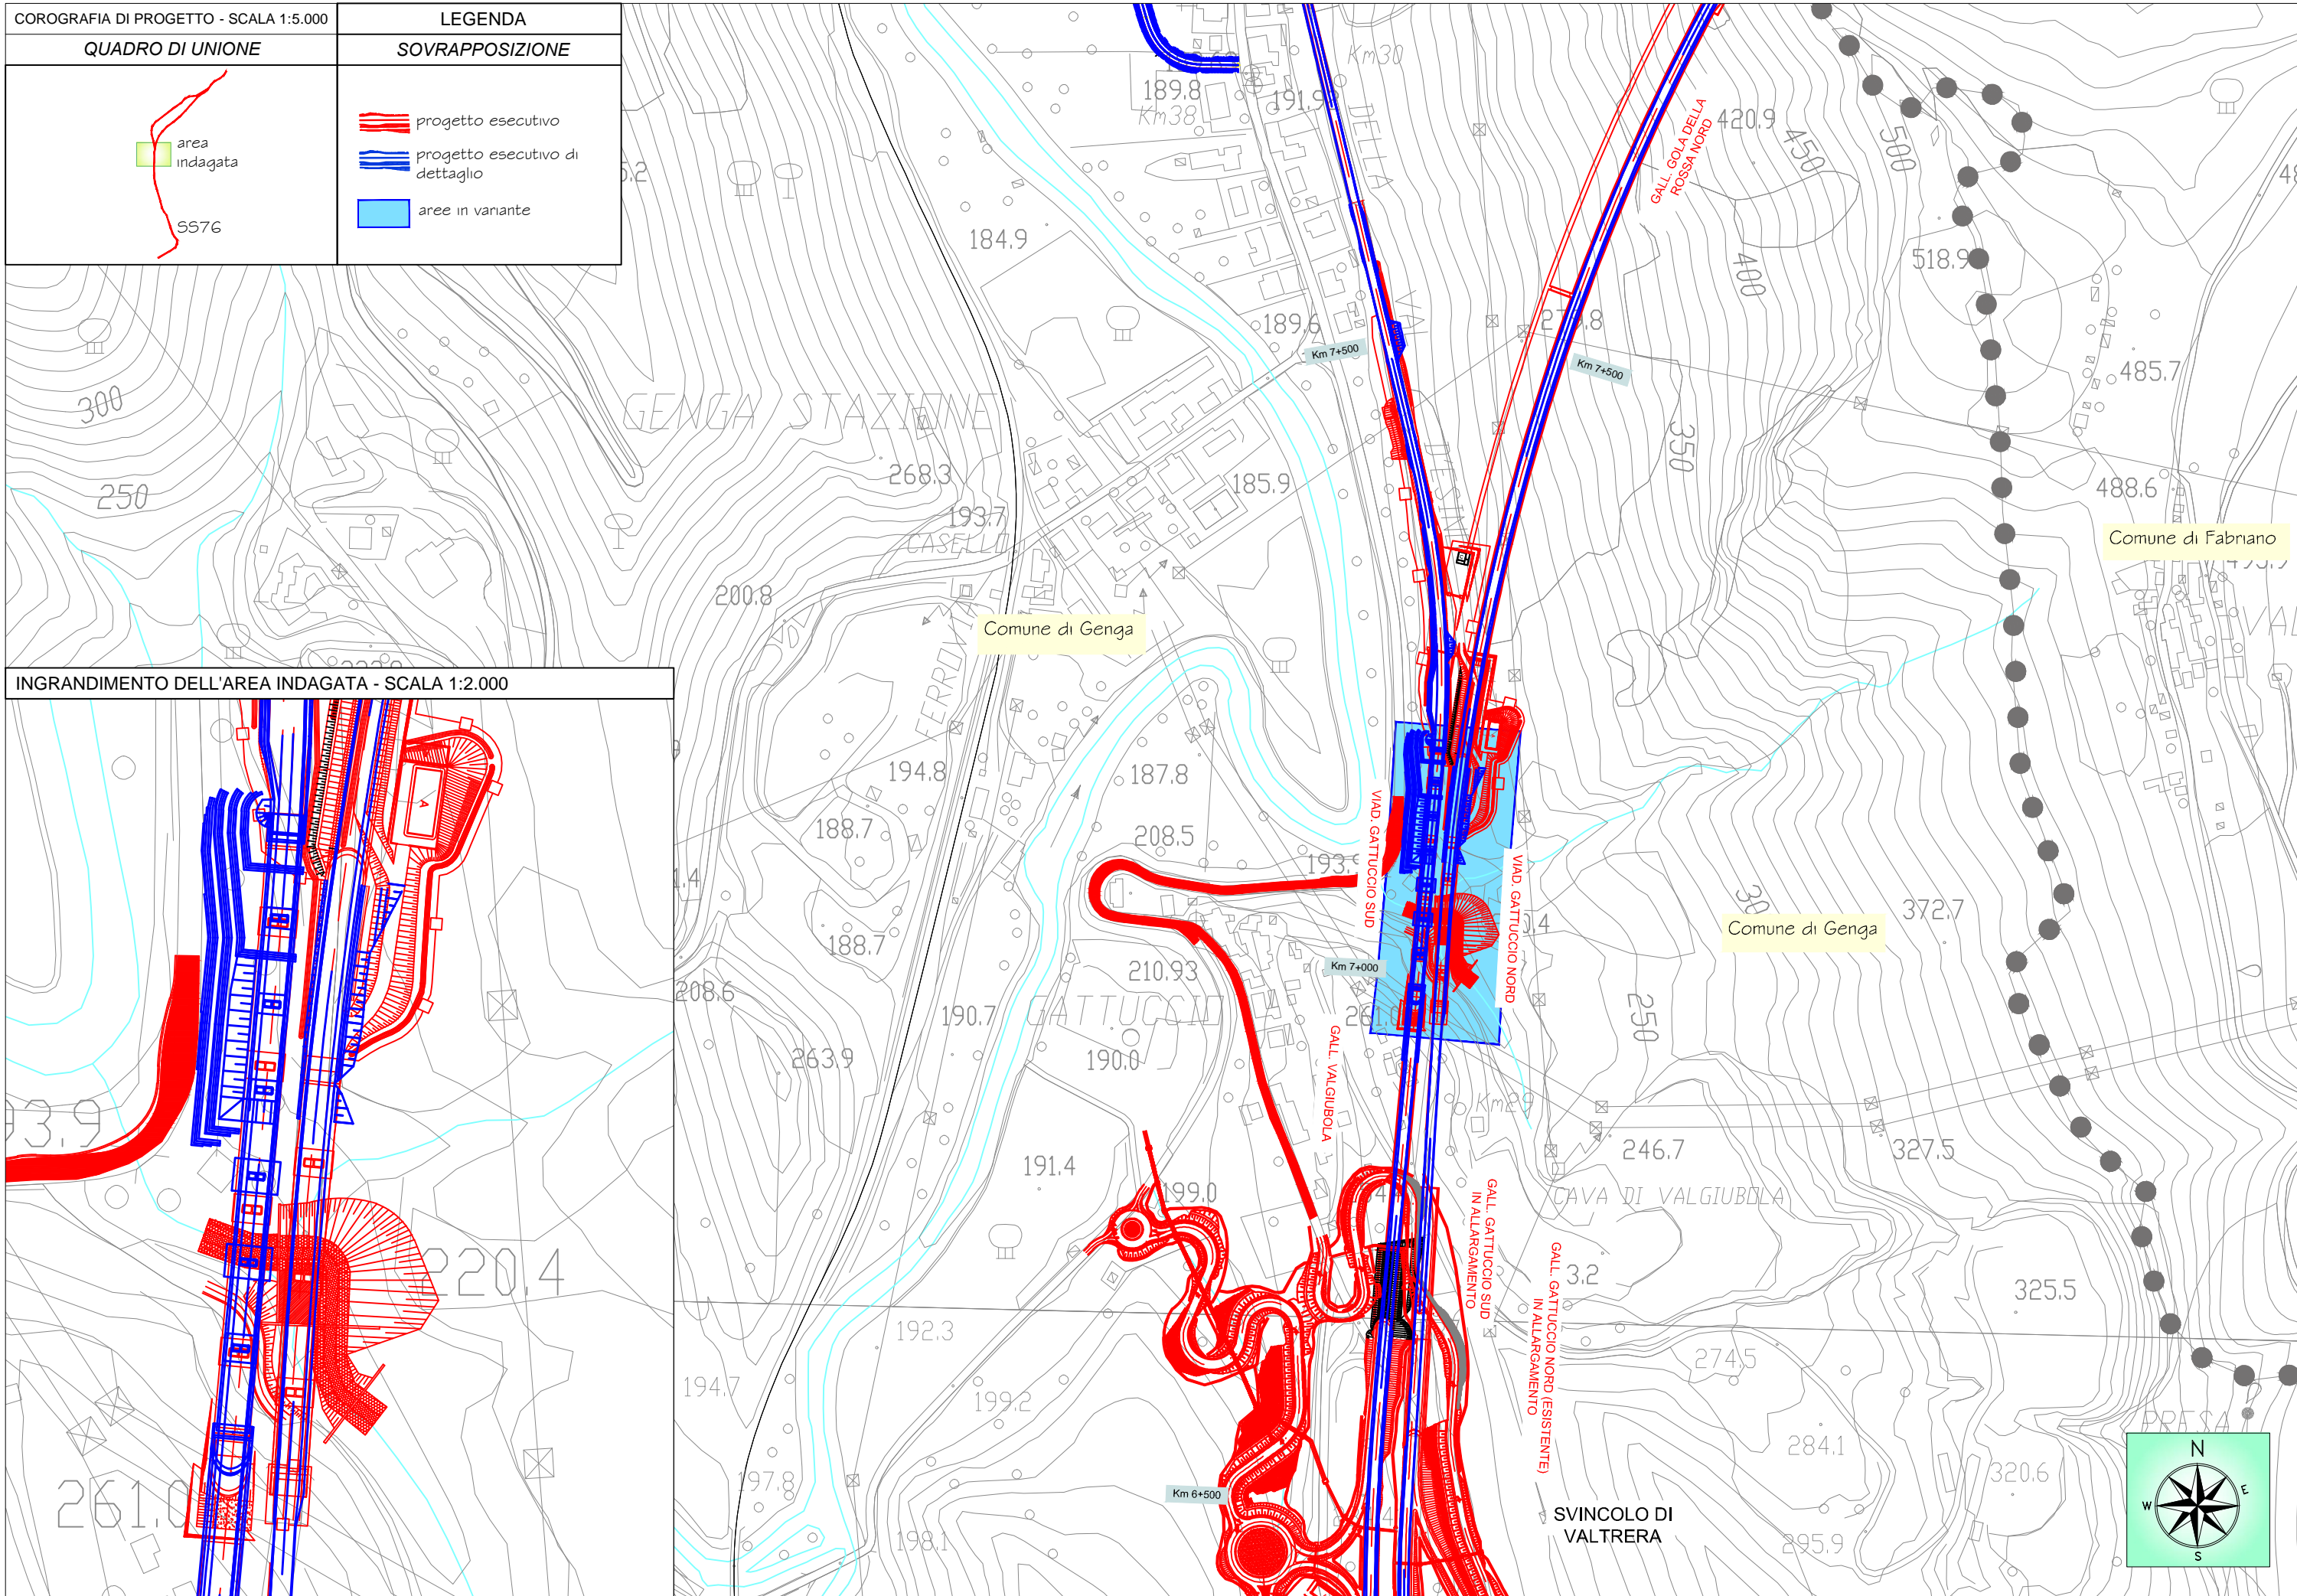 COROGRAFIA DI PROGETTO - SCALA 1:5.000
LEGENDA
QUADRO DI UNIONE
SOVRAPPOSIZIONE
area
indagata
SS76
progetto esecutivo
progetto esecutivo di
dettaglio
aree in variante
INGRANDIMENTO DELL'AREA INDAGATA - SCALA 1:2.000
220.4
261.0
A
Km30
189.8
Km38
184.9
189.6
Km 7+500
Km 7+500
GALL. GOLA DELLA
ROSSA NORD
420.9
450
500
400
518.9
350
485.7
488.6
300
250
GENGA STAZIONE
268.3
193.7
CASELLO
185.9
200.8
Comune di Genga
Comune di Fabriano
194.8
187.8
188.7
208.5
188.7
VIAD. GATTUCCIO SUD
VIAD. GATTUCCIO NORD
372.7
Comune di Genga
210.93
Km 7+000
208.6
190.7
GATTUCCIO
263.9
190.0
250
GALL. VALGIUBOLA
Km29
246.7
327.5
191.4
199.0
CAVA DI VALGIUBOLA
GALL. GATTUCCIO SUD
IN ALLARGAMENTO
GALL. GATTUCCIO NORD (ESISTENTE)
IN ALLARGAMENTO
3.2
325.5
192.3
274.5
194.7
199.2
PRESA
284.1
320.6
197.8
Km 6+500
SVINCOLO DI
VALTRERA
198.1
295.9
N
W
E
S